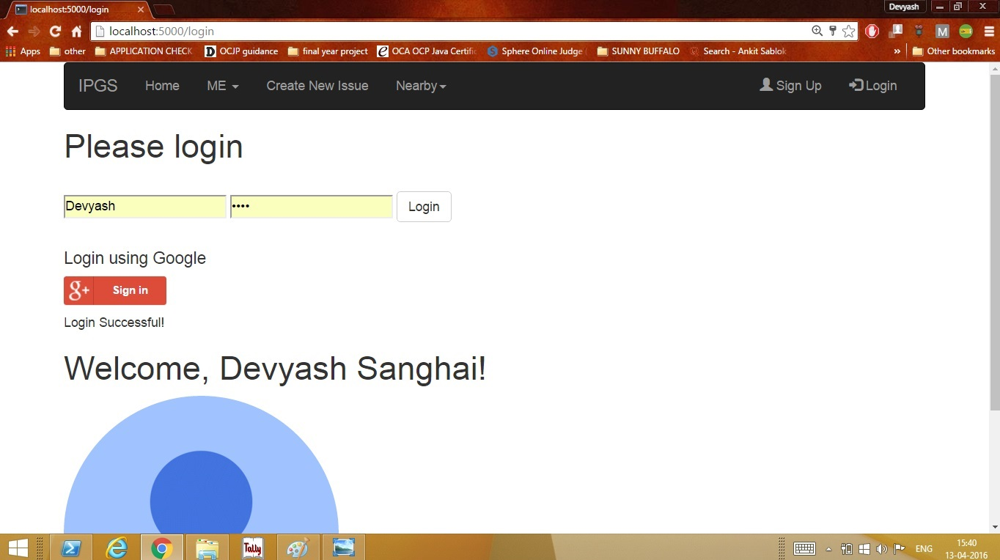 localhost:5000/login
Devyash
localhost:5000/login
M
Apps other APPLICATION CHECK D OCJP guidance final year project e OCA OCP Java Certific S Sphere Online Judge SUNNY BUFFALO Search - Ankit Sablok » Other bookmarks
IPGS Home ME Create New Issue Nearby Sign Up Login
Please login
Devyash •••• Login
Login using Google
g+ Sign in
Login Successful!
Welcome, Devyash Sanghai!
Tally
ENG
15:40
13-04-2016